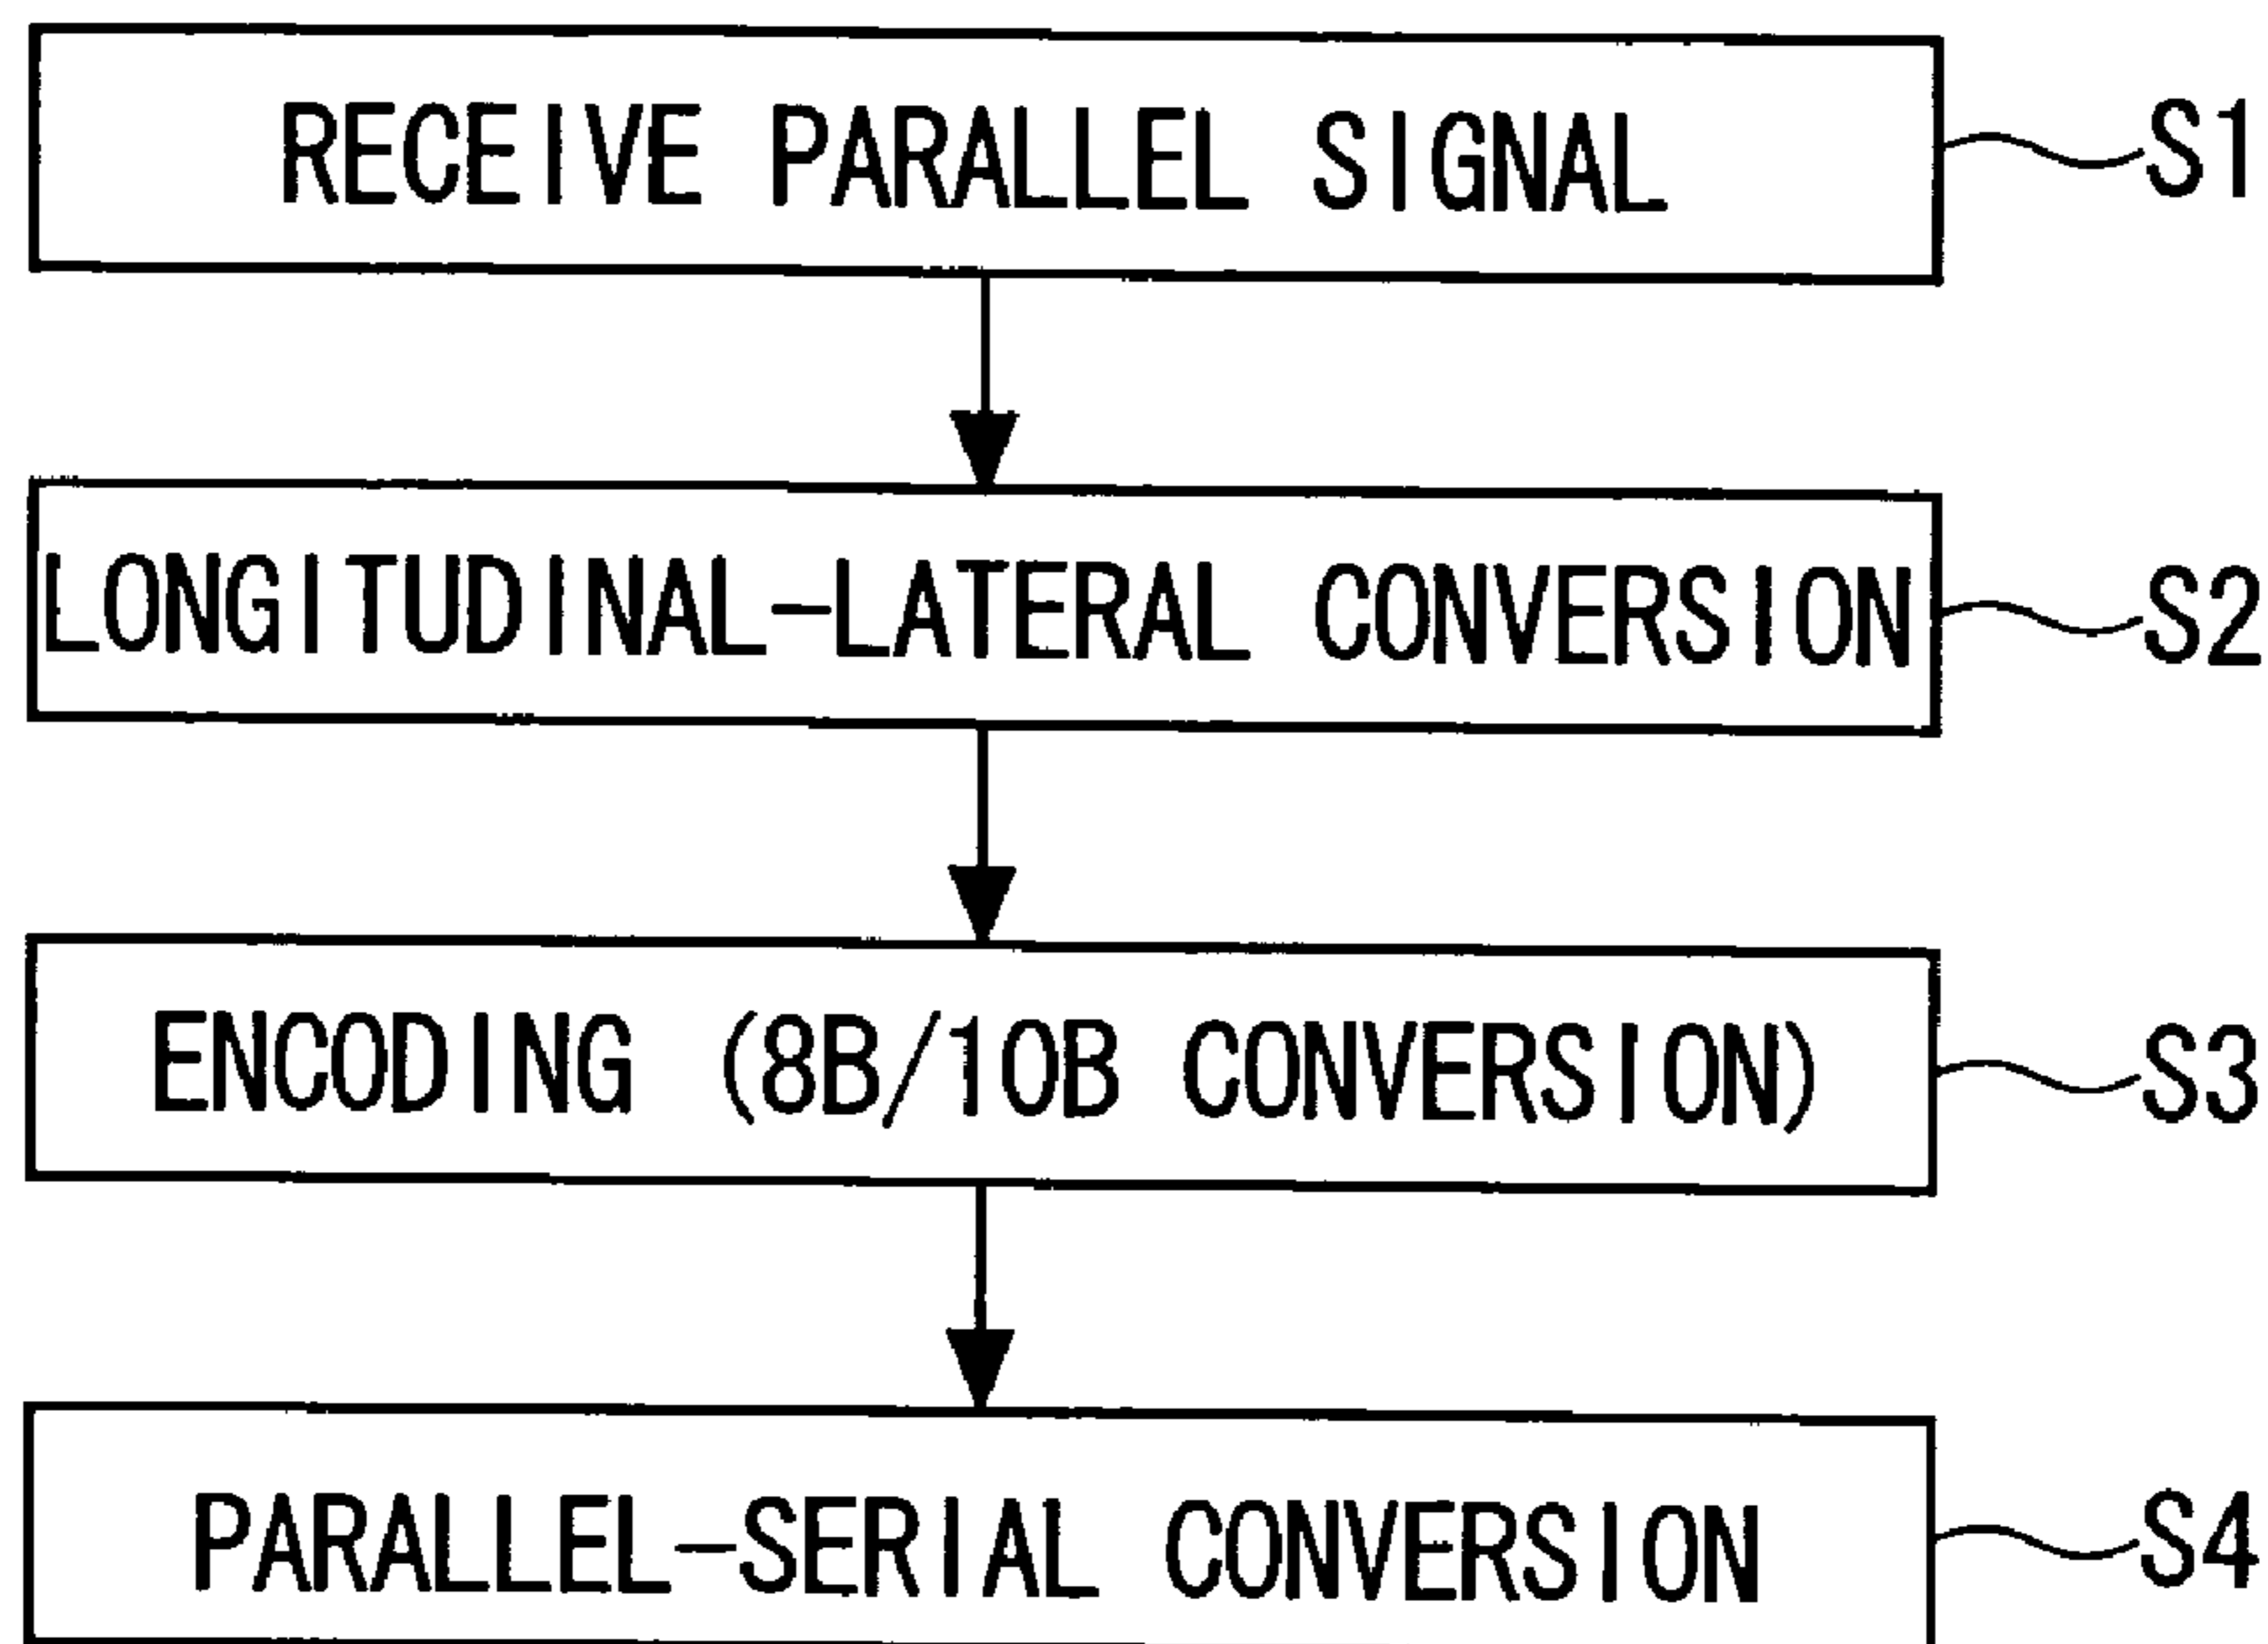 RECEIVE PARALLEL SIGNAL S1
LONGITUDINAL-LATERAL CONVERSION S2
ENCODING (8B/10B CONVERSION) S3
PARALLEL-SERIAL CONVERSION S4